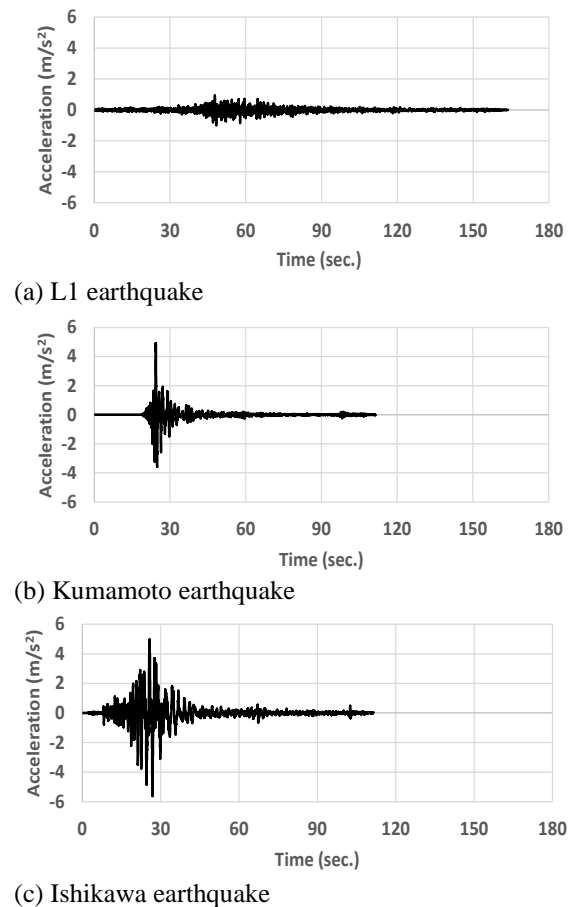 6
4
2
0
-2
-4
-6
Acceleration (m/s²)
0 30 60 90 120 150 180
Time (sec.)
(a) L1 earthquake
6
4
2
0
-2
-4
-6
Acceleration (m/s²)
0 30 60 90 120 150 180
Time (sec.)
(b) Kumamoto earthquake
6
4
2
0
-2
-4
-6
Acceleration (m/s²)
0 30 60 90 120 150 180
Time (sec.)
(c) Ishikawa earthquake